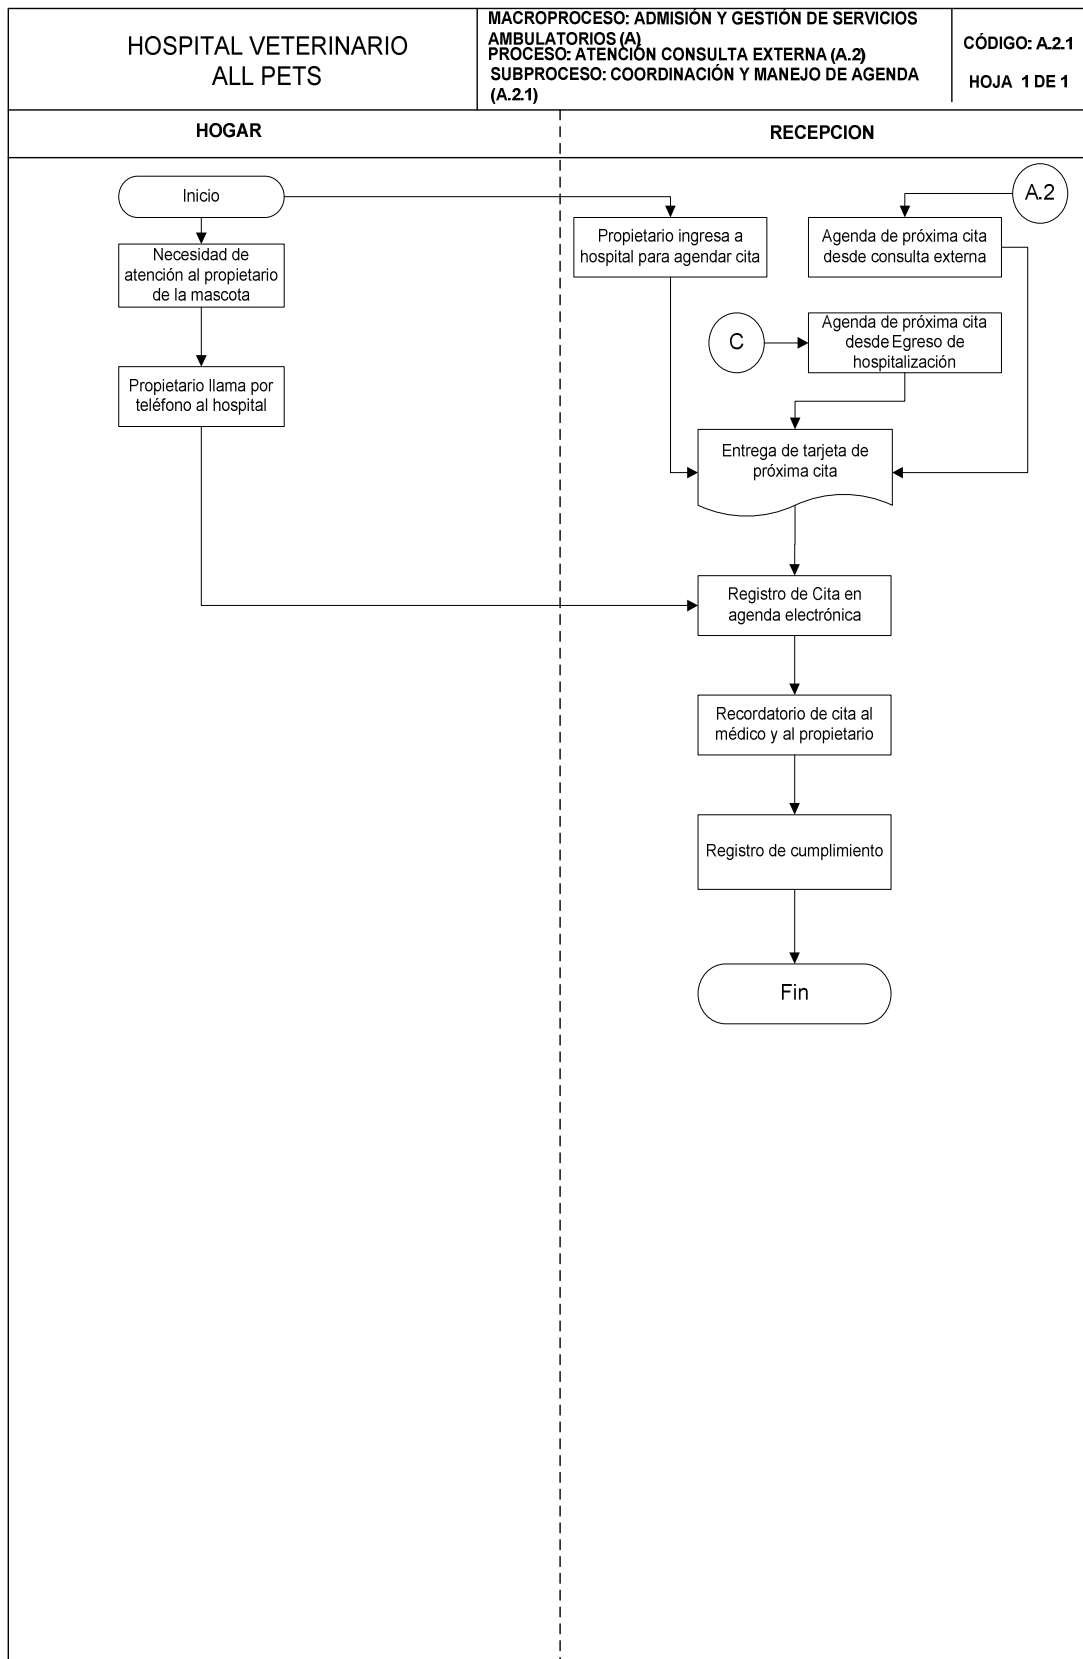 HOSPITAL VETERINARIO
ALL PETS
MACROPROCESO: ADMISIÓN Y GESTIÓN DE SERVICIOS
AMBULATORIOS (A)
PROCESO: ATENCIÓN CONSULTA EXTERNA (A.2)
SUBPROCESO: COORDINACIÓN Y MANEJO DE AGENDA
(A.2.1)
CÓDIGO: A.2.1
HOJA 1 DE 1
HOGAR
RECEPCION
Inicio
Necesidad de
atención al propietario
de la mascota
Propietario llama por
teléfono al hospital
Propietario ingresa a
hospital para agendar cita
A.2
Agenda de próxima cita
desde consulta externa
C
Agenda de próxima cita
desde Egreso de
hospitalización
Entrega de tarjeta de
próxima cita
Registro de Cita en
agenda electrónica
Recordatorio de cita al
médico y al propietario
Registro de cumplimiento
Fin